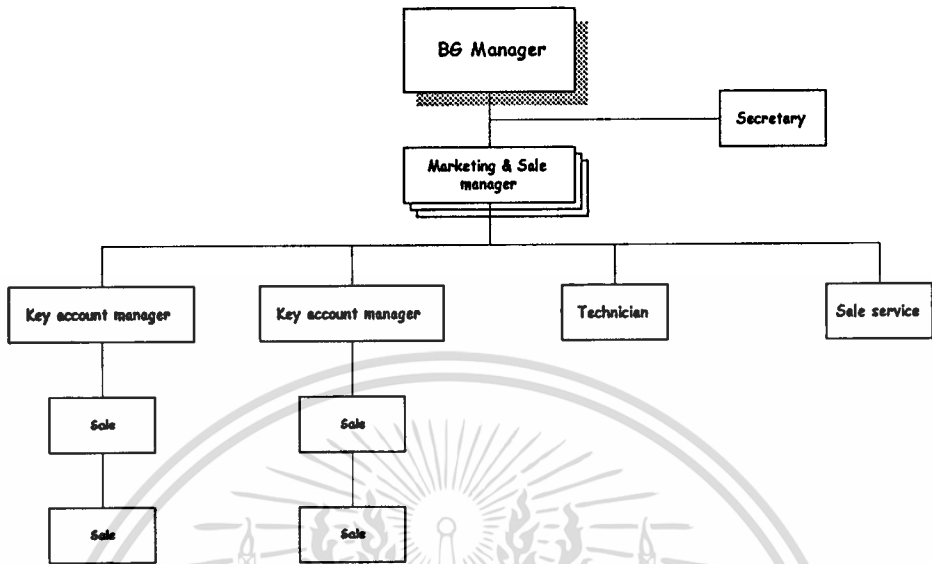 BG Manager
Secretary
Marketing & Sale
manager
Key account manager
Key account manager
Technician
Sale service
Sale
Sale
Sale
Sale